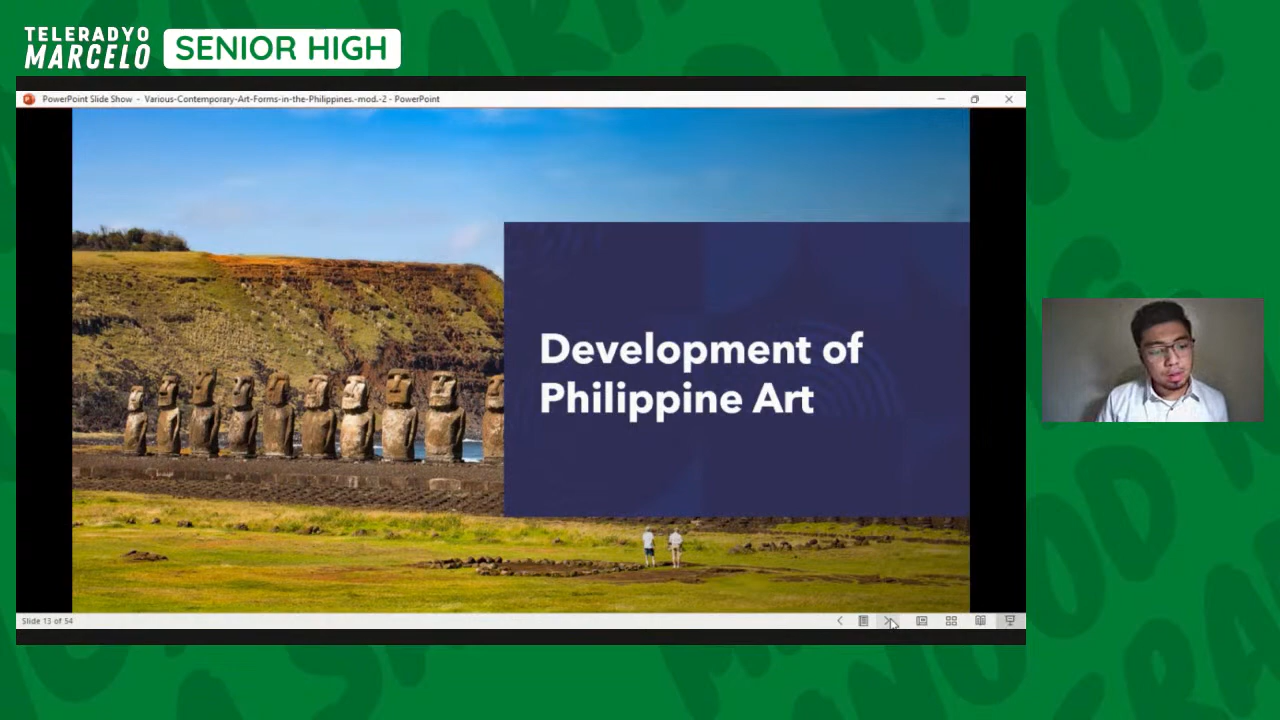 TELERADYO
MARCELO
SENIOR HIGH
PowerPoint Slide Show - Various-Contemporary-Art-Forms-in-the-Philippines.-mod.-2 - PowerPoint
Development of
Philippine Art
Slide 13 of 54